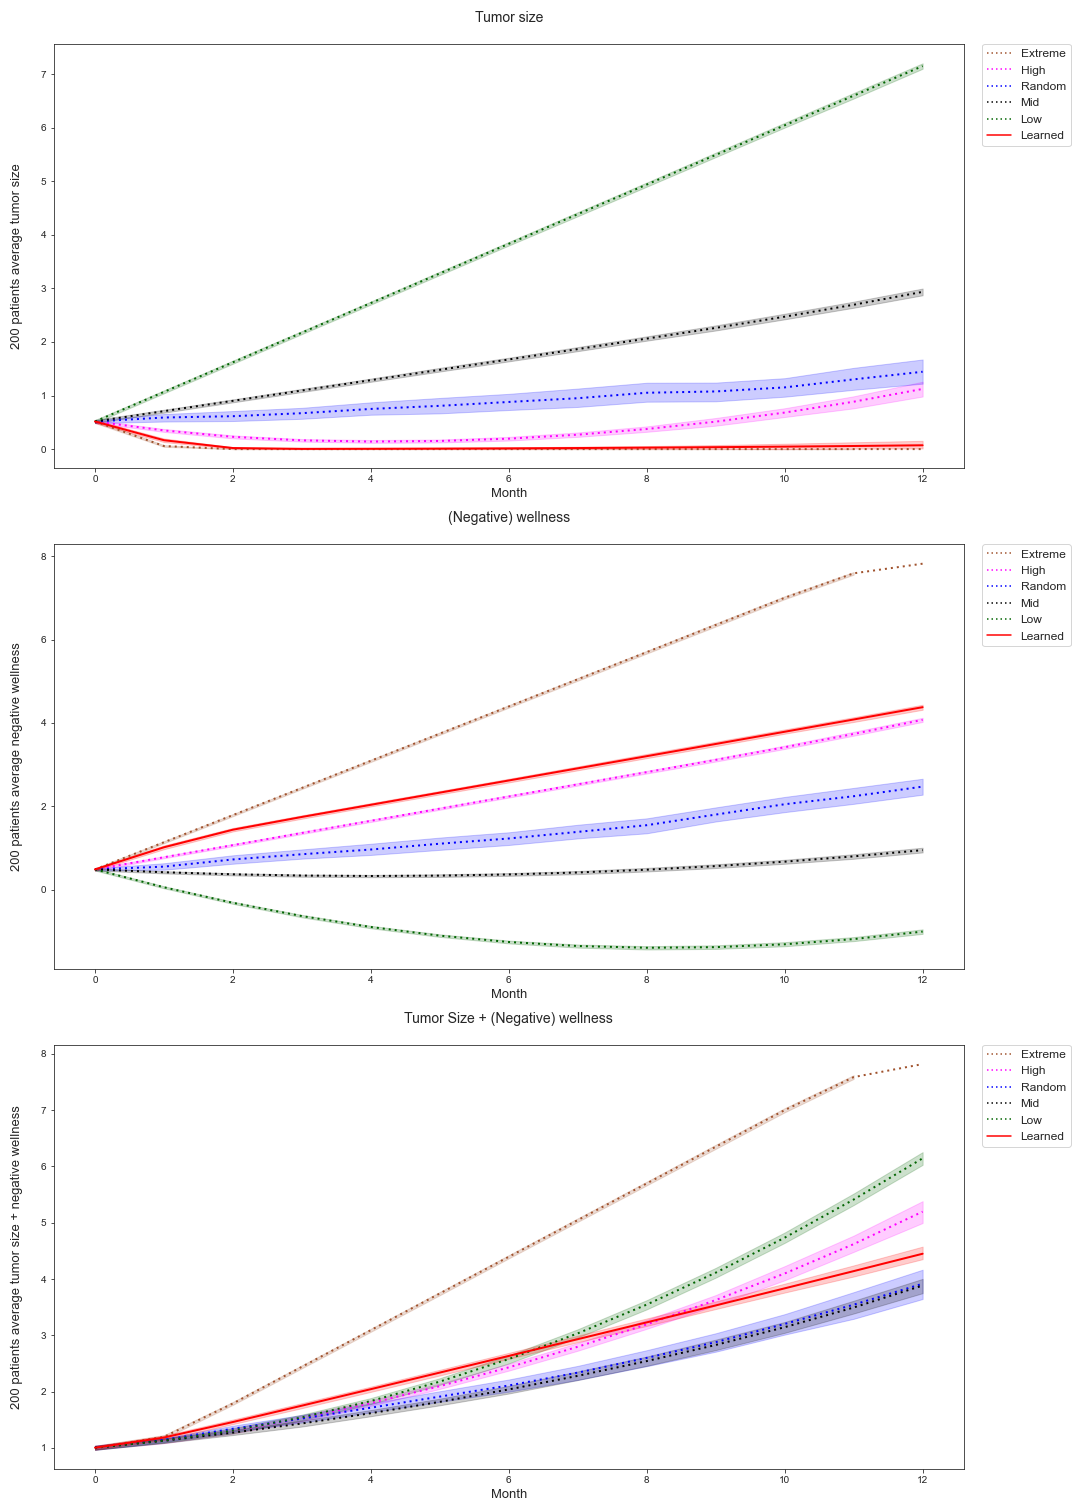 Tumor size
7
6
5
4
3
2
1
0
200 patients average tumor size
0 2 4 6 8 10 12
Month
Extreme
High
Random
Mid
Low
Learned
(Negative) wellness
8
6
4
2
0
200 patients average negative wellness
0 2 4 6 8 10 12
Month
Extreme
High
Random
Mid
Low
Learned
Tumor Size + (Negative) wellness
8
7
6
5
4
3
2
1
200 patients average tumor size + negative wellness
0 2 4 6 8 10 12
Month
Extreme
High
Random
Mid
Low
Learned